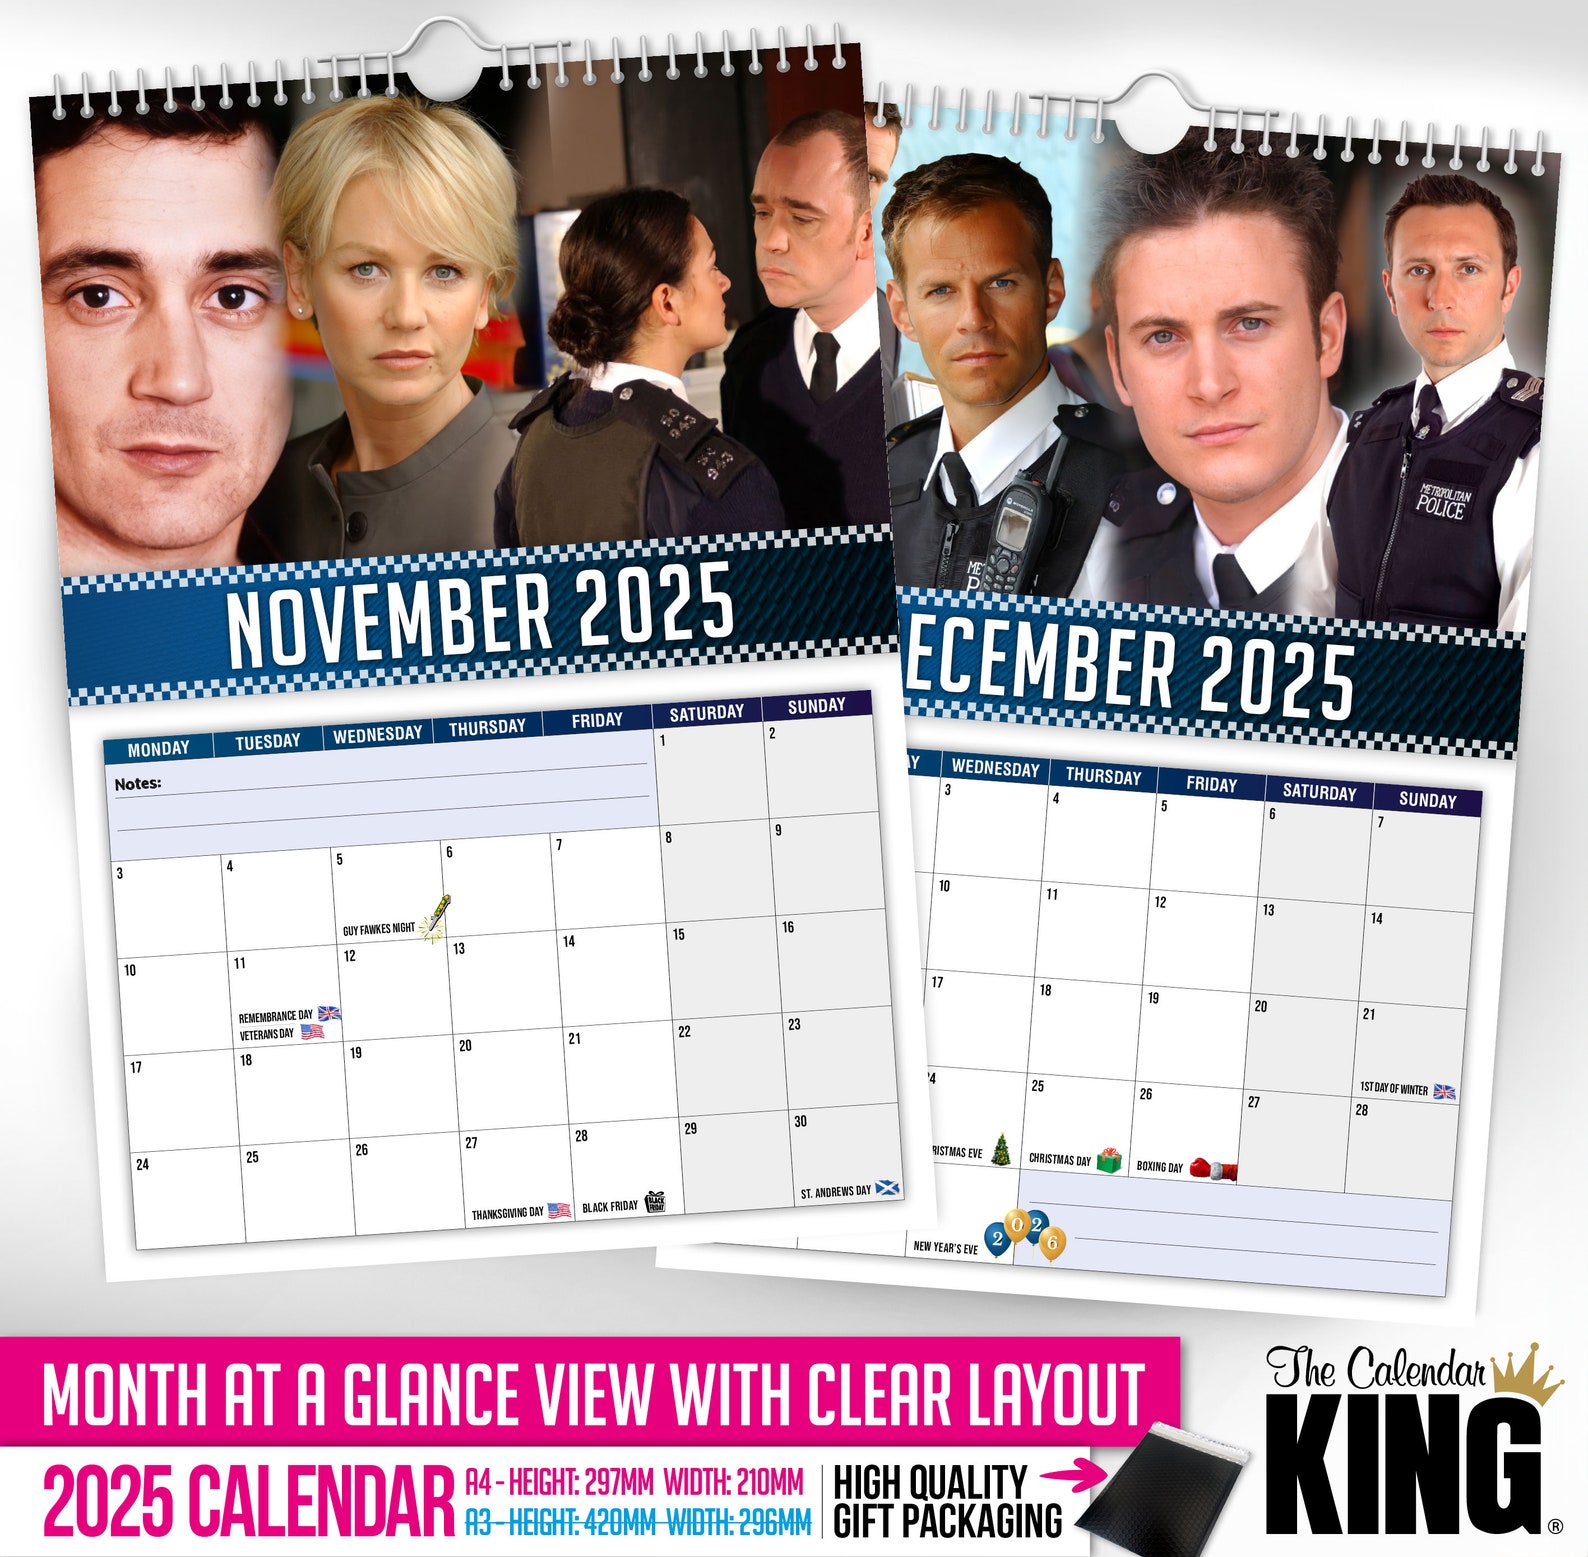 NOVEMBER 2025
MONDAY TUESDAY WEDNESDAY THURSDAY FRIDAY SATURDAY SUNDAY
Notes:
1 2
3 4 5 6 7 8 9
GUY FAWKES NIGHT
10 11 12 13 14 15 16
REMEMBRANCE DAY
VETERANS DAY
17 18 19 20 21 22 23
24 25 26 27 28 29 30
THANKSGIVING DAY BLACK FRIDAY BLACK FRIDAY ST. ANDREWS DAY
METROPOLITAN
POLICE
ECEMBER 2025
AY WEDNESDAY THURSDAY FRIDAY SATURDAY SUNDAY
3 4 5 6 7
10 11 12 13 14
17 18 19 20 21
1ST DAY OF WINTER
24 25 26 27 28
RISTMAS EVE CHRISTMAS DAY BOXING DAY
NEW YEAR'S EVE 2026
MONTH AT A GLANCE VIEW WITH CLEAR LAYOUT
2025 CALENDAR
A4 - HEIGHT: 297MM WIDTH: 210MM
A3 - HEIGHT: 420MM WIDTH: 296MM
HIGH QUALITY
GIFT PACKAGING
The Calendar
KING®